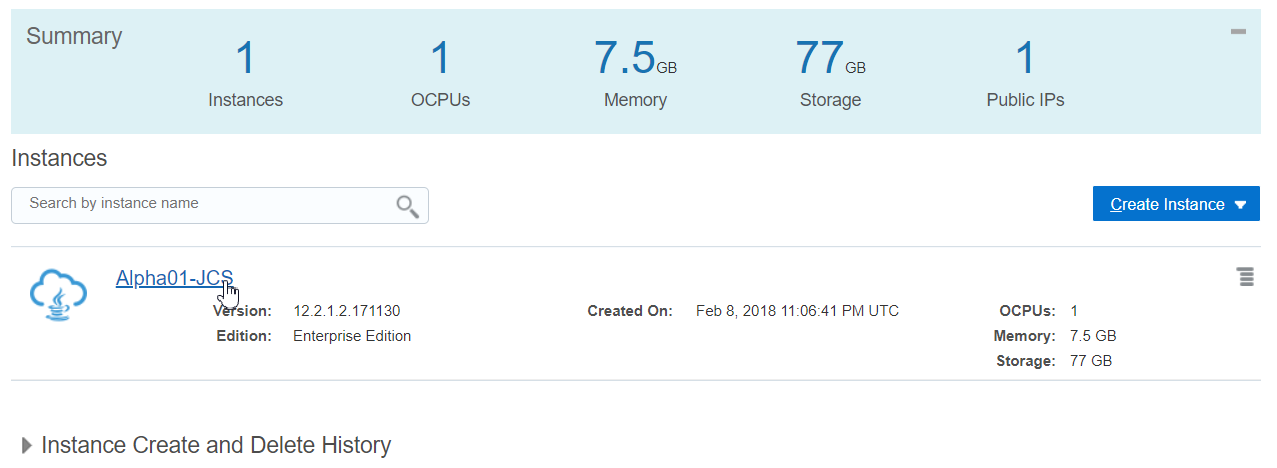 Summary
1 1 7.5GB 77GB 1
Instances OCPUs Memory Storage Public IPs
Instances
Search by instance name
Create Instance
Alpha01-JCS
Version: 12.2.1.2.171130 Created On: Feb 8, 2018 11:06:41 PM UTC OCPUs: 1
Edition: Enterprise Edition Memory: 7.5 GB
Storage: 77 GB
Instance Create and Delete History